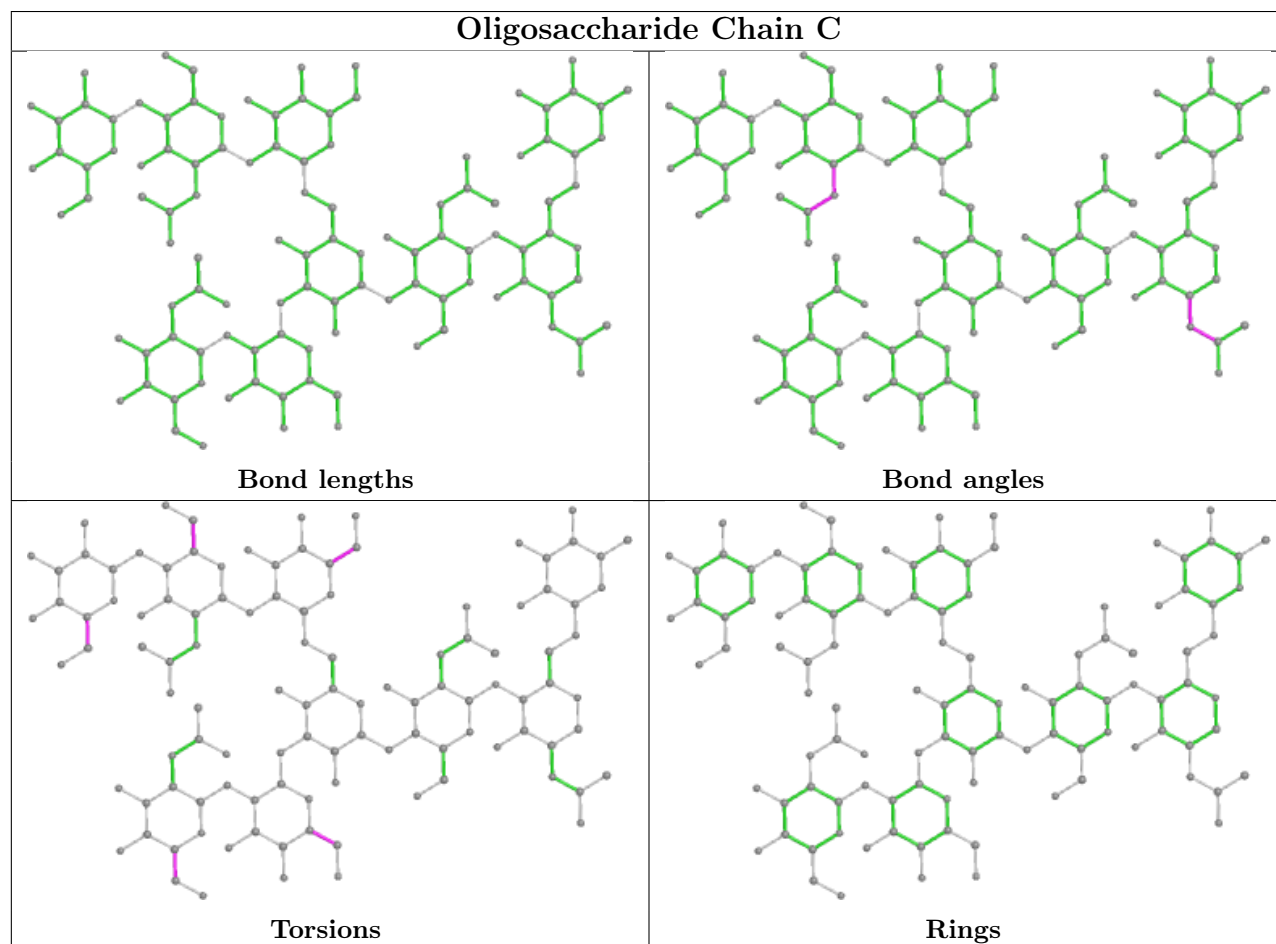 Oligosaccharide Chain C
Bond lengths
Bond angles
Torsions
Rings